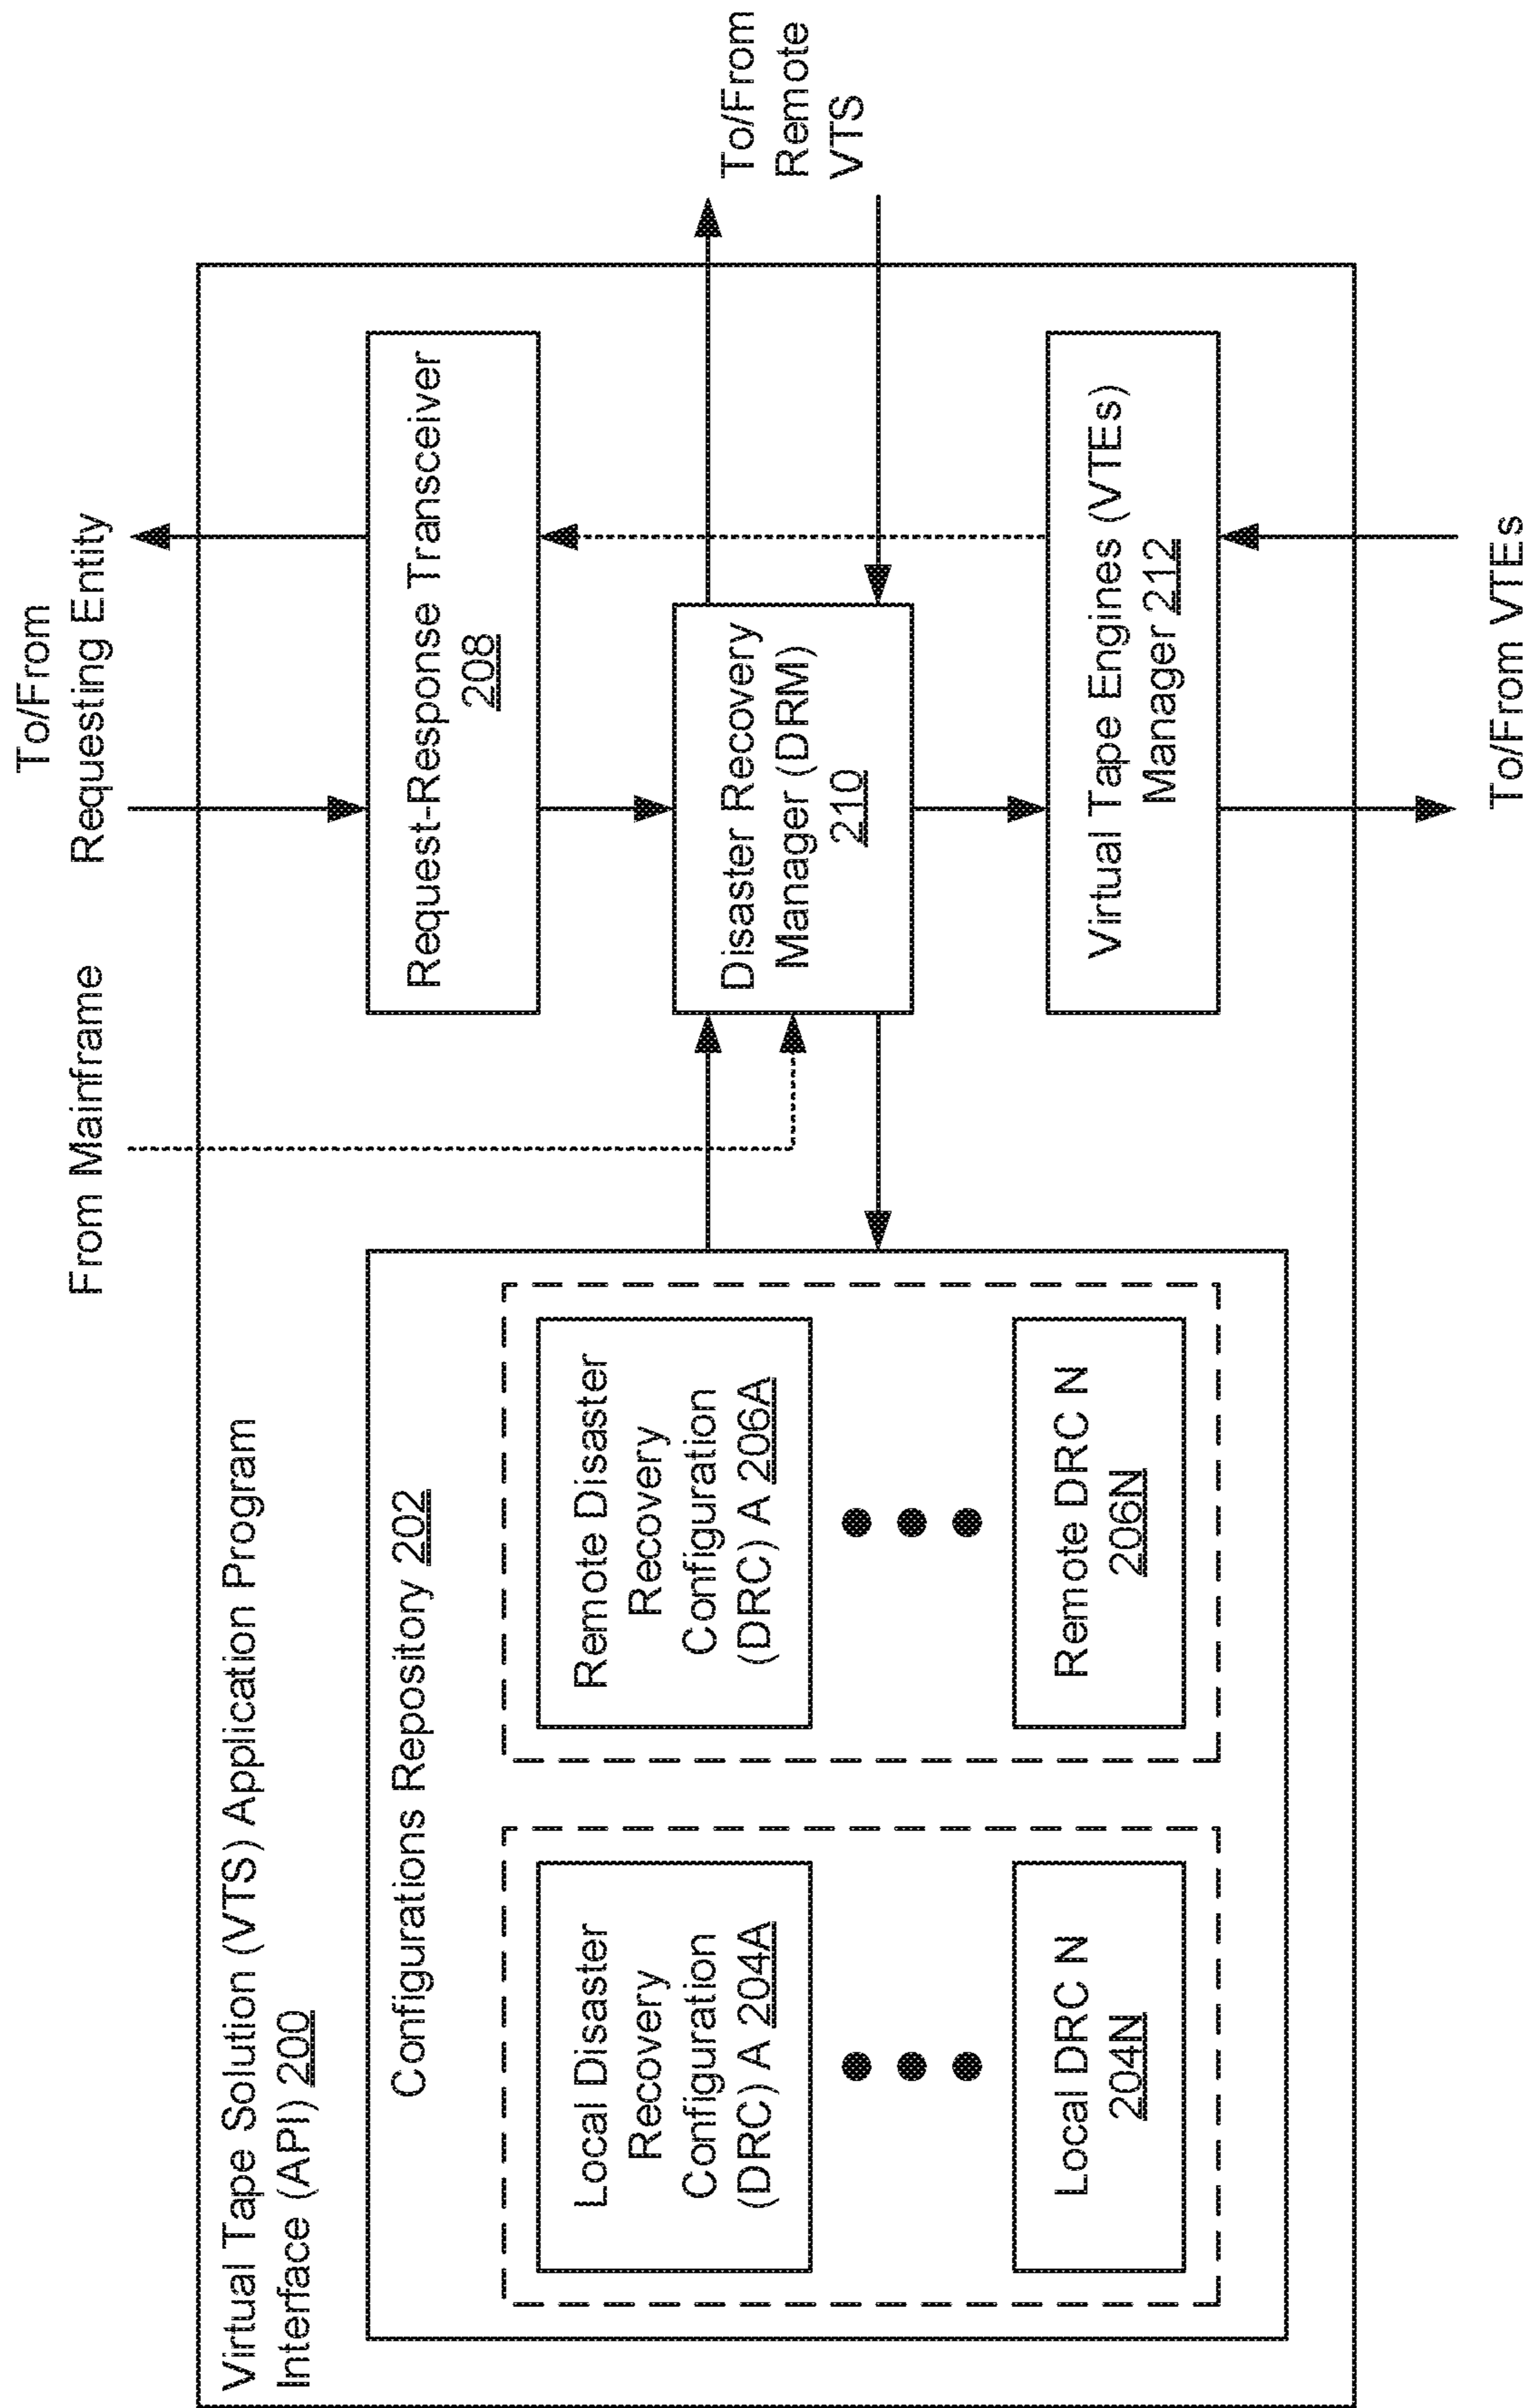 To/From
Requesting Entity
From Mainframe
Virtual Tape Solution (VTS) Application Program
Interface (API) 200
Configurations Repository 202
Local Disaster
Recovery
Configuration
(DRC) A 204A
Local DRC N
204N
Remote Disaster
Recovery
Configuration
(DRC) A 206A
Remote DRC N
206N
Request-Response Transceiver
208
Disaster Recovery
Manager (DRM)
210
Virtual Tape Engines (VTEs)
Manager 212
To/From
Remote
VTS
To/From VTEs